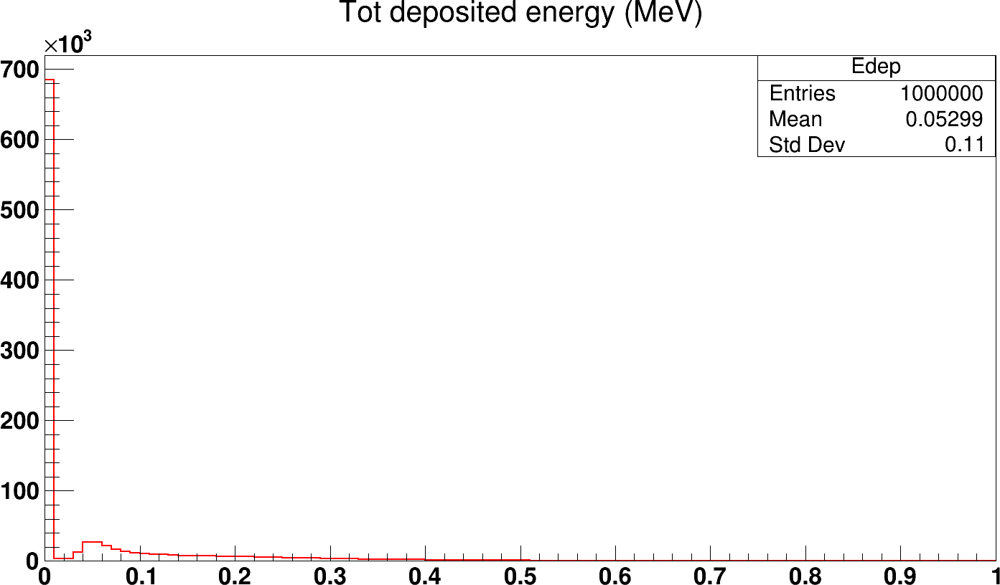 Tot deposited energy (MeV)
×10³
Edep
Entries 1000000
Mean 0.05299
Std Dev 0.11
700
600
500
400
300
200
100
0
0 0.1 0.2 0.3 0.4 0.5 0.6 0.7 0.8 0.9 1